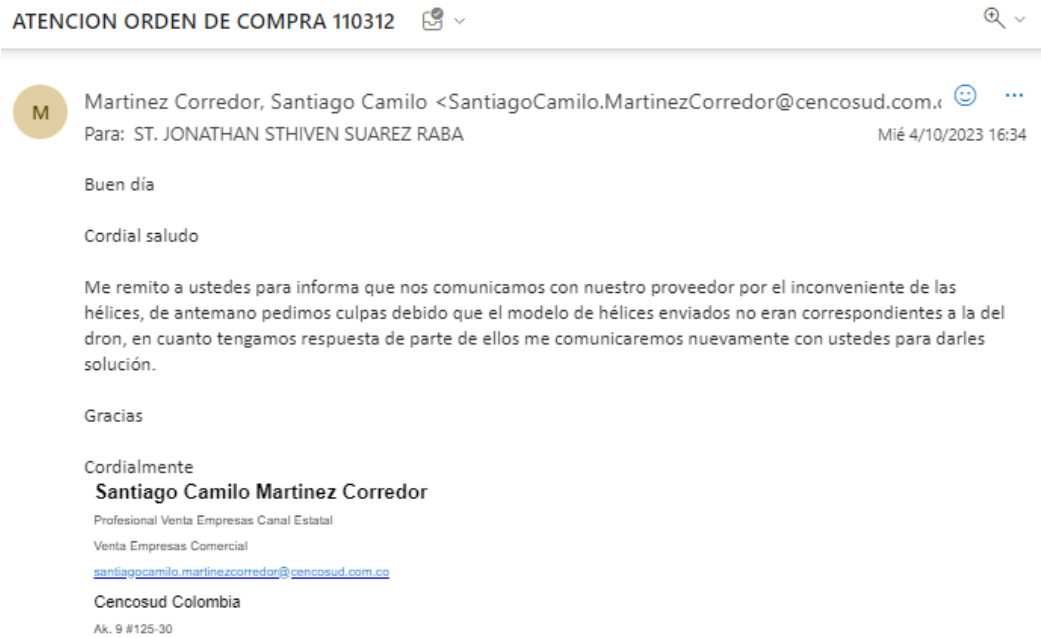 ATENCION ORDEN DE COMPRA 110312
M
Martinez Corredor, Santiago Camilo <SantiagoCamilo.MartinezCorredor@cencosud.com.
Para: ST. JONATHAN STHIVEN SUAREZ RABA
Mié 4/10/2023 16:34
Buen día
Cordial saludo
Me remito a ustedes para informa que nos comunicamos con nuestro proveedor por el inconveniente de las
hélices, de antemano pedimos culpas debido que el modelo de hélices enviados no eran correspondientes a la del
dron, en cuanto tengamos respuesta de parte de ellos me comunicaremos nuevamente con ustedes para darles
solución.
Gracias
Cordialmente
Santiago Camilo Martinez Corredor
Profesional Venta Empresas Canal Estatal
Venta Empresas Comercial
santiagocamilo.martinezcorredor@cencosud.com.co
Cencosud Colombia
Ak. 9 #125-30